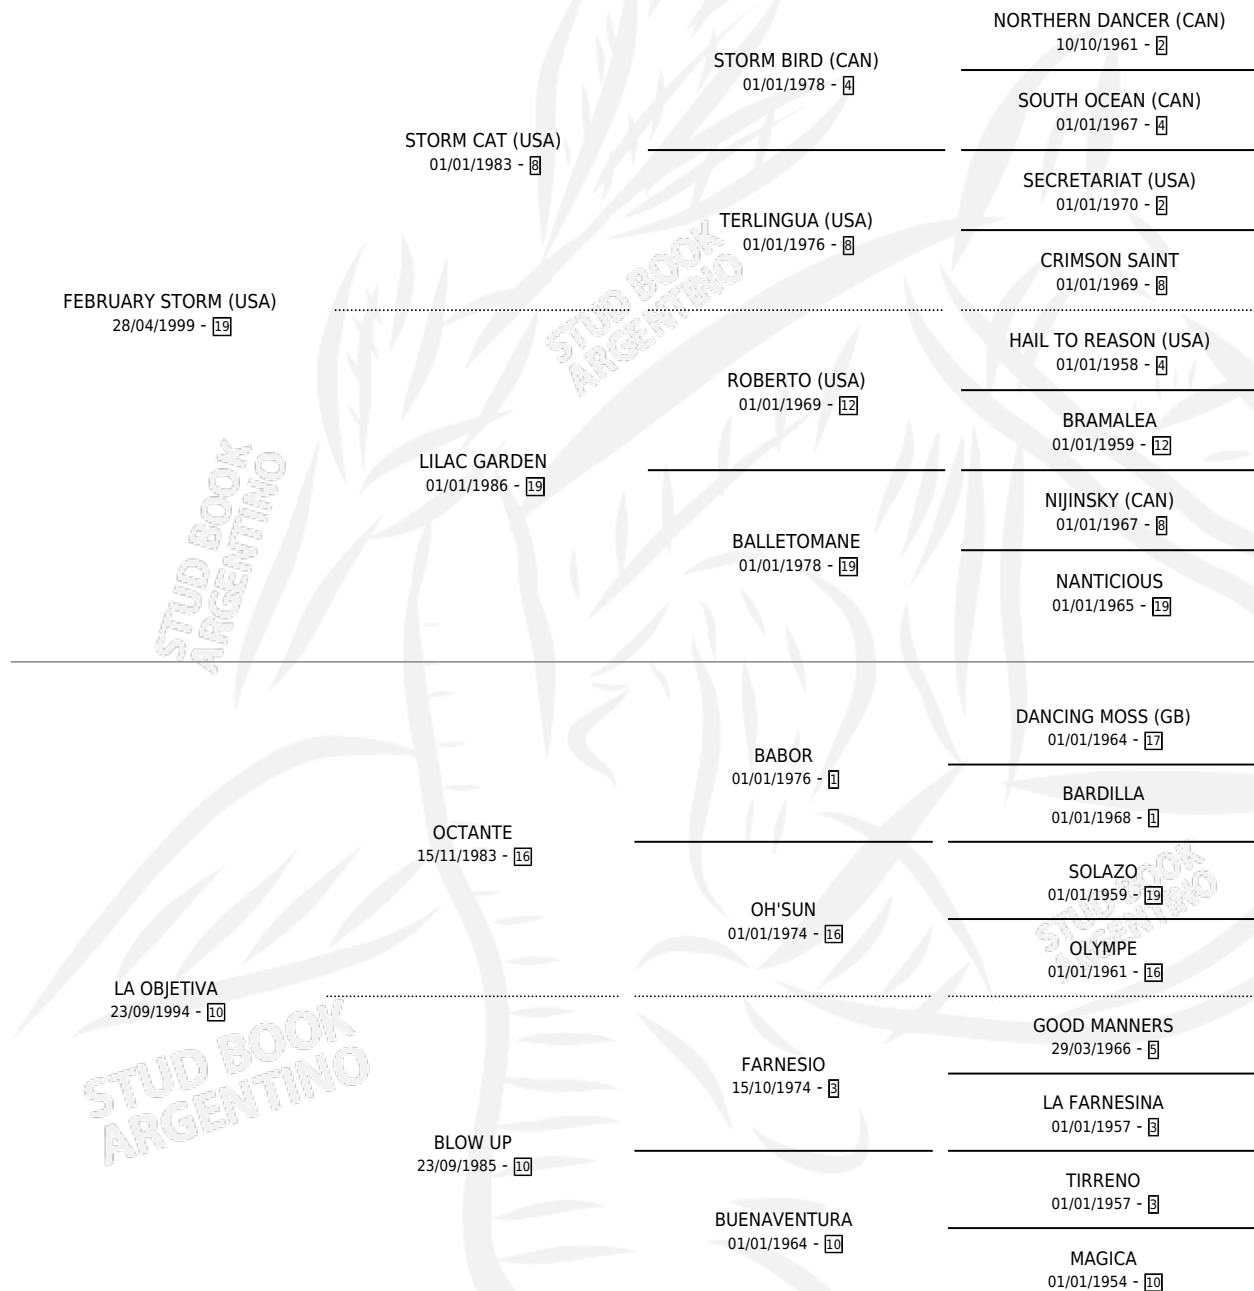 NORTHERN DANCER (CAN)
10/10/1961 - 2
STORM BIRD (CAN)
01/01/1978 - 4
SOUTH OCEAN (CAN)
01/01/1967 - 4
STORM CAT (USA)
01/01/1983 - 8
SECRETARIAT (USA)
01/01/1970 - 2
TERLINGUA (USA)
01/01/1976 - 8
CRIMSON SAINT
01/01/1969 - 8
FEBRUARY STORM (USA)
28/04/1999 - 19
HAIL TO REASON (USA)
01/01/1958 - 4
ROBERTO (USA)
01/01/1969 - 12
BRAMALEA
01/01/1959 - 12
LILAC GARDEN
01/01/1986 - 19
NIJINSKY (CAN)
01/01/1967 - 8
BALLETOMANE
01/01/1978 - 19
NANTICIOUS
01/01/1965 - 19
DANCING MOSS (GB)
01/01/1964 - 17
BABOR
01/01/1976 - 1
BARDILLA
01/01/1968 - 1
OCTANTE
15/11/1983 - 16
SOLAZO
01/01/1959 - 19
OH'SUN
01/01/1974 - 16
OLYMPE
01/01/1961 - 16
LA OBJETIVA
23/09/1994 - 10
GOOD MANNERS
29/03/1966 - 5
FARNESIO
15/10/1974 - 3
LA FARNESINA
01/01/1957 - 3
BLOW UP
23/09/1985 - 10
TIRRENO
01/01/1957 - 3
BUENAVENTURA
01/01/1964 - 10
MAGICA
01/01/1954 - 10
STUD BOOK
ARGENTINO
STUD BOOK
ARGENTINO
STUD BOOK
ARGENTINO
STUD BOOK
ARGENTINO